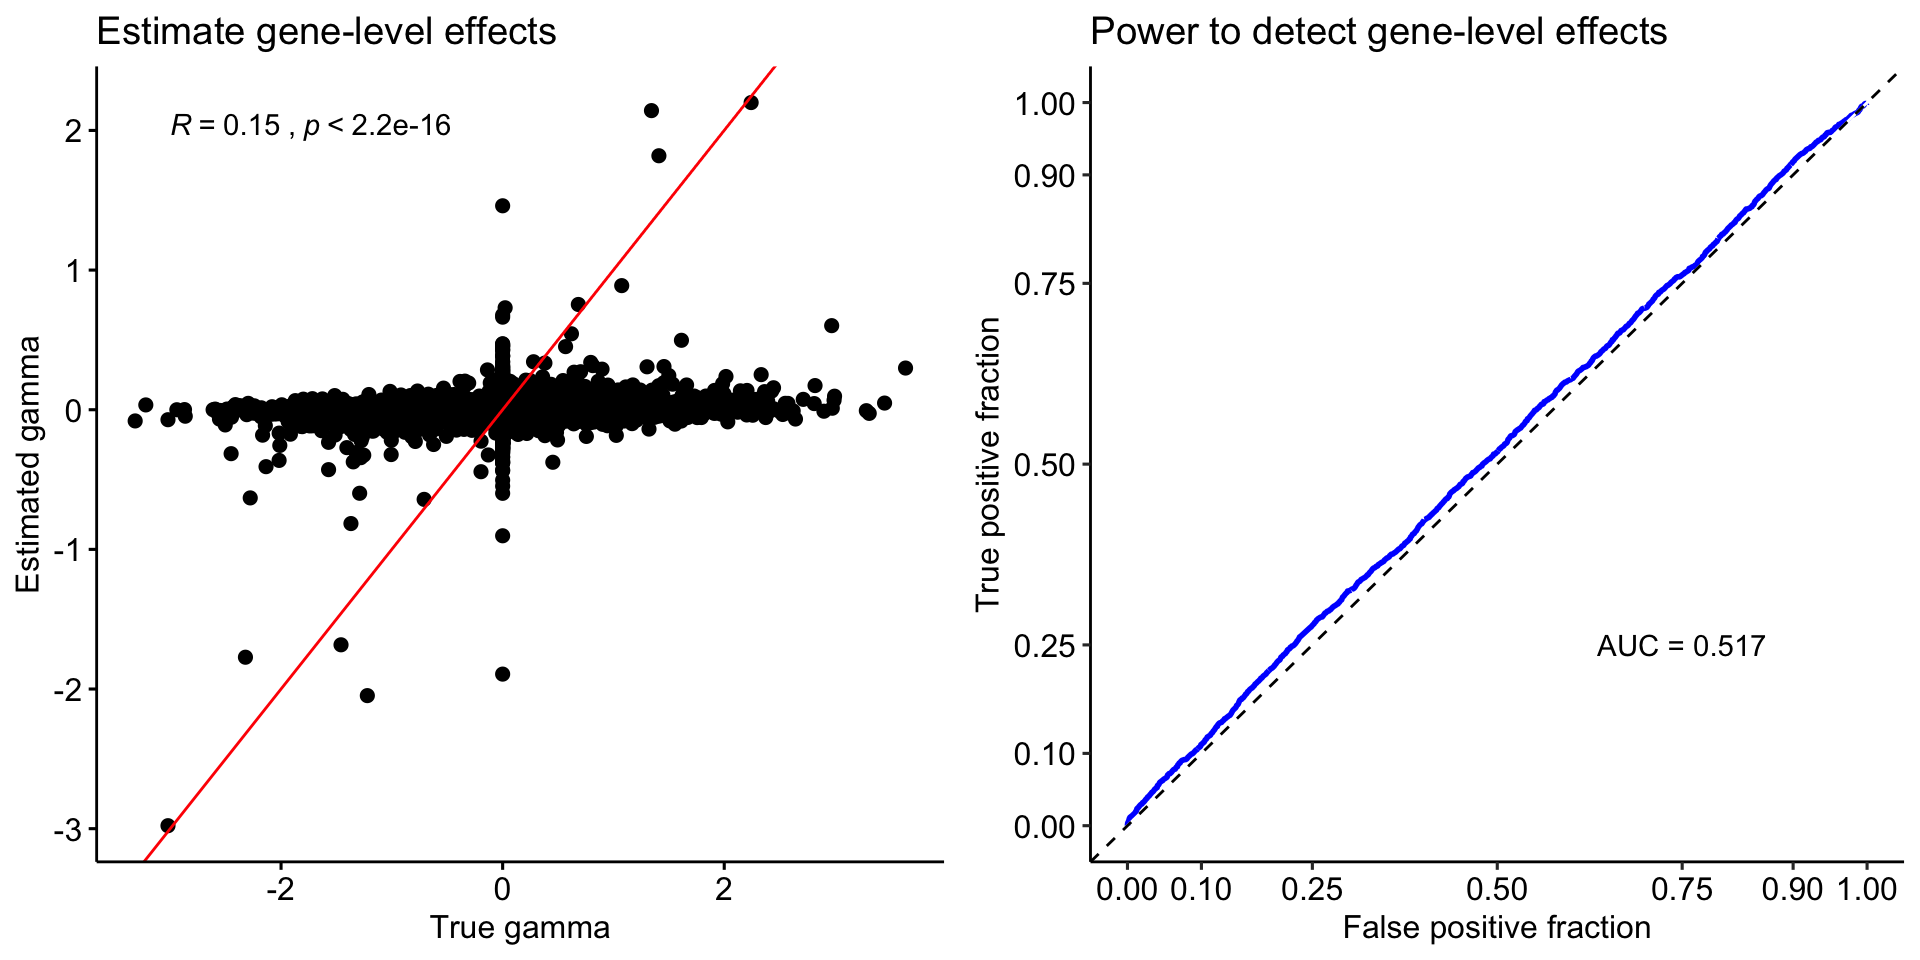 Estimate gene-level effects
R = 0.15 , p < 2.2e-16
2
1
0
-1
-2
-3
Estimated gamma
-2
0
2
True gamma
Power to detect gene-level effects
1.00
0.90
0.75
0.50
0.25
0.10
0.00
True positive fraction
AUC = 0.517
0.00
0.10
0.25
0.50
0.75
0.90
1.00
False positive fraction